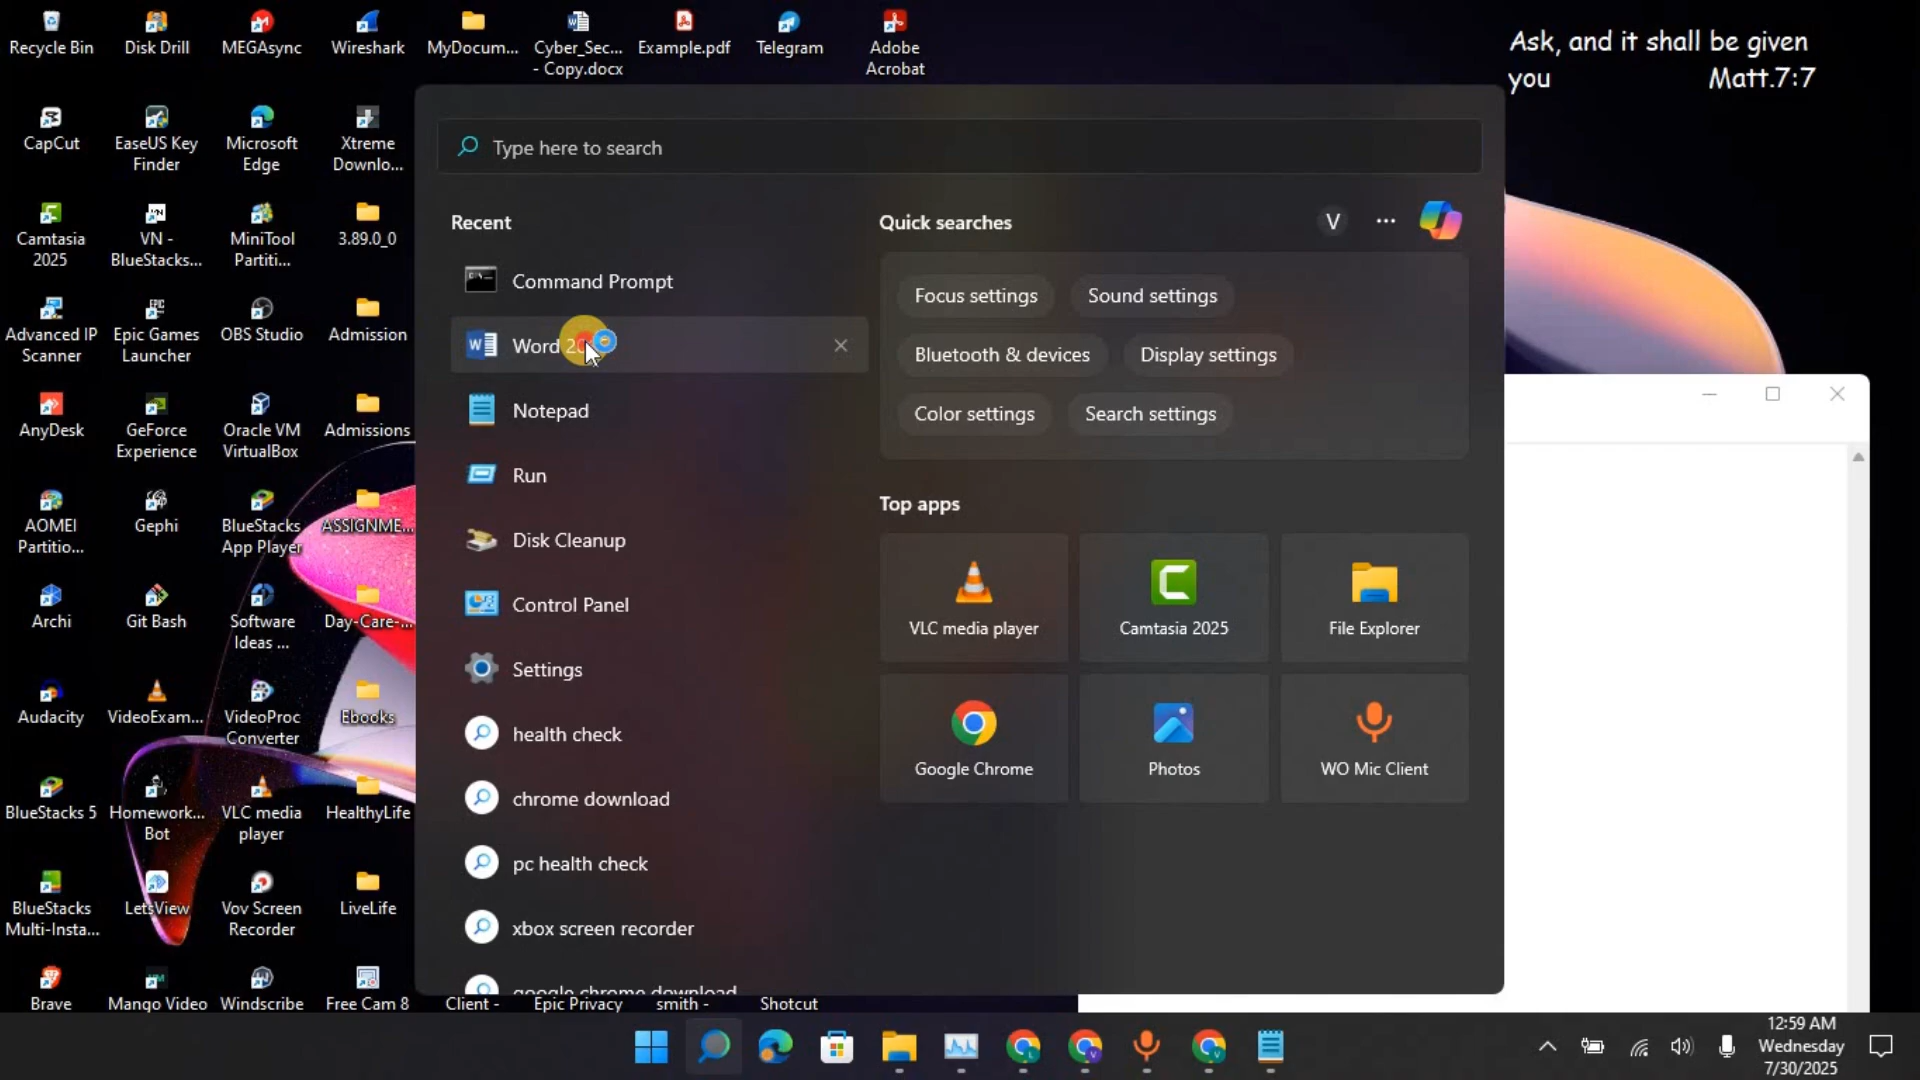 Recycle Bin
Disk Drill
MEGAsync
Wireshark
MyDocum...
Cyber_Sec...
- Copy.docx
Example.pdf
Telegram
Adobe
Acrobat
Ask, and it shall be given
you Matt.7:7
CapCut
EaseUS Key
Finder
Microsoft
Edge
Xtreme
Downlo...
Type here to search
Camtasia
2025
VN -
BlueStacks...
MiniTool
Partiti...
3.89.0_0
Recent
Quick searches
V
Command Prompt
Focus settings
Sound settings
Advanced IP
Scanner
Epic Games
Launcher
OBS Studio
Admission
Word
Bluetooth & devices
Display settings
Notepad
Color settings
Search settings
AnyDesk
GeForce
Experience
Oracle VM
VirtualBox
Admissions
Run
Top apps
AOMEI
Partitio...
Gephi
BlueStacks
App Player
ASSIGNME...
Disk Cleanup
Control Panel
VLC media player
Camtasia 2025
File Explorer
Archi
Git Bash
Software
Ideas ...
Day-Care-...
Settings
Audacity
VideoExam...
VideoProc
Converter
Ebooks
health check
Google Chrome
Photos
WO Mic Client
chrome download
BlueStacks 5
Homework...
Bot
VLC media
player
HealthyLife
pc health check
BlueStacks
Multi-Insta...
LetsView
Vov Screen
Recorder
LiveLife
xbox screen recorder
google chrome download
Brave
Mango Video
Windscribe
Free Cam 8
Client -
Epic Privacy
smith -
Shotcut
12:59 AM
Wednesday
7/30/2025